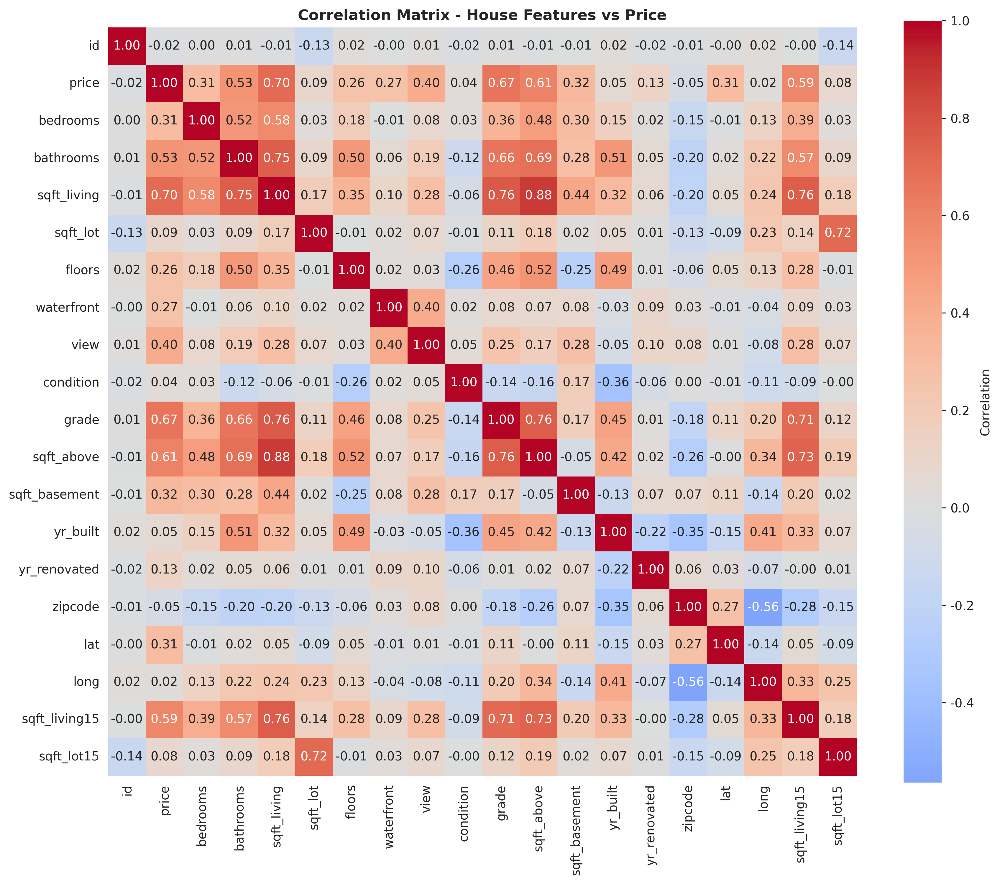 Correlation Matrix - House Features vs Price
id 1.00 -0.02 0.00 0.01 -0.01 -0.13 0.02 -0.00 0.01 -0.02 0.01 -0.01 -0.01 0.02 -0.02 -0.01 -0.00 0.02 -0.00 -0.14
price -0.02 1.00 0.31 0.53 0.70 0.09 0.26 0.27 0.40 0.04 0.67 0.61 0.32 0.05 0.13 -0.05 0.31 0.02 0.59 0.08
bedrooms 0.00 0.31 1.00 0.52 0.58 0.03 0.18 -0.01 0.08 0.03 0.36 0.48 0.30 0.15 0.02 -0.15 -0.01 0.13 0.39 0.03
bathrooms 0.01 0.53 0.52 1.00 0.75 0.09 0.50 0.06 0.19 -0.12 0.66 0.69 0.28 0.51 0.05 -0.20 0.02 0.22 0.57 0.09
sqft_living -0.01 0.70 0.58 0.75 1.00 0.17 0.35 0.10 0.28 -0.06 0.76 0.88 0.44 0.32 0.06 -0.20 0.05 0.24 0.76 0.18
sqft_lot -0.13 0.09 0.03 0.09 0.17 1.00 -0.01 0.02 0.07 -0.01 0.11 0.18 0.02 0.05 0.01 -0.13 -0.09 0.23 0.14 0.72
floors 0.02 0.26 0.18 0.50 0.35 -0.01 1.00 0.02 0.03 -0.26 0.46 0.52 -0.25 0.49 0.01 -0.06 0.05 0.13 0.28 -0.01
waterfront -0.00 0.27 -0.01 0.06 0.10 0.02 0.02 1.00 0.40 0.02 0.08 0.07 0.08 -0.03 0.09 0.03 -0.01 -0.04 0.09 0.03
view 0.01 0.40 0.08 0.19 0.28 0.07 0.03 0.40 1.00 0.05 0.25 0.17 0.28 -0.05 0.10 0.08 0.01 -0.08 0.28 0.07
condition -0.02 0.04 0.03 -0.12 -0.06 -0.01 -0.26 0.02 0.05 1.00 -0.14 -0.16 0.17 -0.36 -0.06 0.00 -0.01 -0.11 -0.09 -0.00
grade 0.01 0.67 0.36 0.66 0.76 0.11 0.46 0.08 0.25 -0.14 1.00 0.76 0.17 0.45 0.01 -0.18 0.11 0.20 0.71 0.12
sqft_above -0.01 0.61 0.48 0.69 0.88 0.18 0.52 0.07 0.17 -0.16 0.76 1.00 -0.05 0.42 0.02 -0.26 -0.00 0.34 0.73 0.19
sqft_basement -0.01 0.32 0.30 0.28 0.44 0.02 -0.25 0.08 0.28 0.17 0.17 -0.05 1.00 -0.13 0.07 0.07 0.11 -0.14 0.20 0.02
yr_built 0.02 0.05 0.15 0.51 0.32 0.05 0.49 -0.03 -0.05 -0.36 0.45 0.42 -0.13 1.00 -0.22 -0.35 -0.15 0.41 0.33 0.07
yr_renovated -0.02 0.13 0.02 0.05 0.06 0.01 0.01 0.09 0.10 -0.06 0.01 0.02 0.07 -0.22 1.00 0.06 0.03 -0.07 -0.00 0.01
zipcode -0.01 -0.05 -0.15 -0.20 -0.20 -0.13 -0.06 0.03 0.08 0.00 -0.18 -0.26 0.07 -0.35 0.06 1.00 0.27 -0.56 -0.28 -0.15
lat -0.00 0.31 -0.01 0.02 0.05 -0.09 0.05 -0.01 0.01 -0.01 0.11 -0.00 0.11 -0.15 0.03 0.27 1.00 -0.14 0.05 -0.09
long 0.02 0.02 0.13 0.22 0.24 0.23 0.13 -0.04 -0.08 -0.11 0.20 0.34 -0.14 0.41 -0.07 -0.56 -0.14 1.00 0.33 0.25
sqft_living15 -0.00 0.59 0.39 0.57 0.76 0.14 0.28 0.09 0.28 -0.09 0.71 0.73 0.20 0.33 -0.00 -0.28 0.05 0.33 1.00 0.18
sqft_lot15 -0.14 0.08 0.03 0.09 0.18 0.72 -0.01 0.03 0.07 -0.00 0.12 0.19 0.02 0.07 0.01 -0.15 -0.09 0.25 0.18 1.00
id
price
bedrooms
bathrooms
sqft_living
sqft_lot
floors
waterfront
view
condition
grade
sqft_above
sqft_basement
yr_built
yr_renovated
zipcode
lat
long
sqft_living15
sqft_lot15
1.0
0.8
0.6
0.4
0.2
0.0
-0.2
-0.4
Correlation